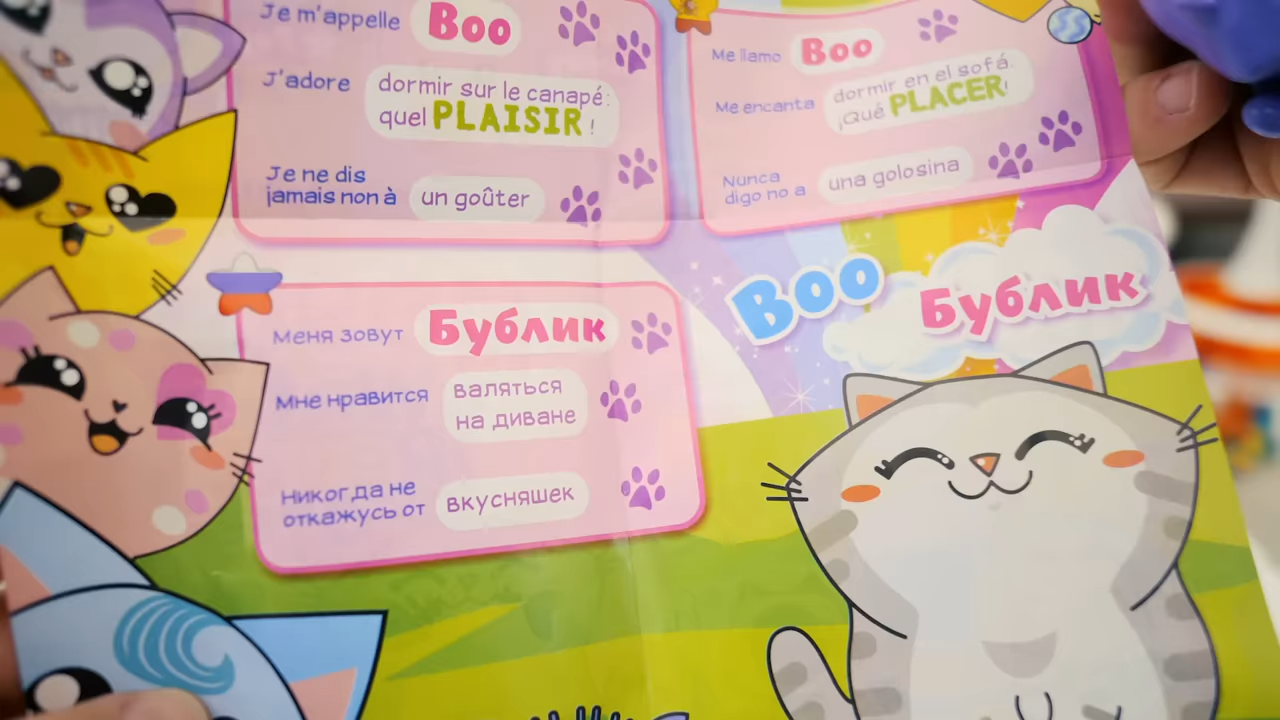 Je m'appelle Boo
J'adore dormir sur le canapé:
quel PLAISIR !
Je ne dis
jamais non à un goûter
Me llamo Boo
Me encanta dormir en el sofá.
¡Qué PLACER!
Nunca
digo no a una golosina
Boo
Бублик
Меня зовут Бублик
Мне нравится валяться
на диване
Никогда не
откажусь от вкусняшек